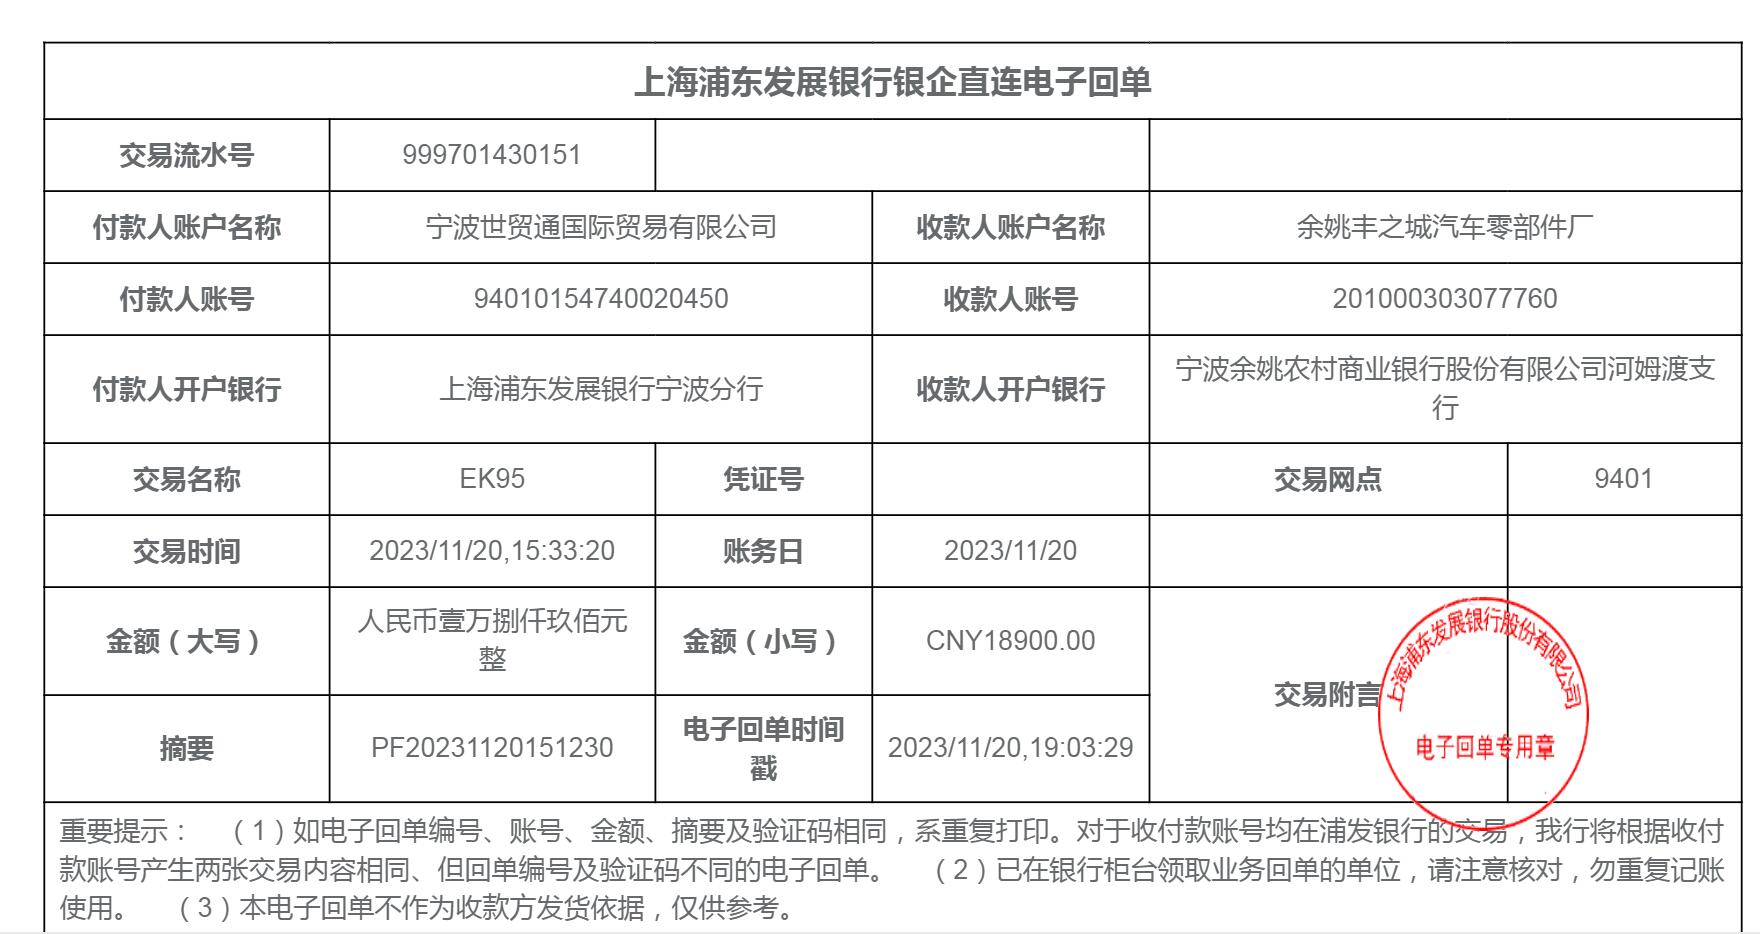 上海浦东发展银行银企直连电子回单
交易流水号 999701430151
付款人账户名称 宁波世贸通国际贸易有限公司 收款人账户名称 余姚丰之城汽车零部件厂
付款人账号 94010154740020450 收款人账号 201000303077760
付款人开户银行 上海浦东发展银行宁波分行 收款人开户银行 宁波余姚农村商业银行股份有限公司河姆渡支
行
交易名称 EK95 凭证号 交易网点 9401
交易时间 2023/11/20,15:33:20 账务日 2023/11/20
金额（大写） 人民币壹万捌仟玖佰元
整
金额（小写） CNY18900.00
交易附言
摘要 PF20231120151230 电子回单时间
戳
2023/11/20,19:03:29
上海浦东发展银行股份有限公司
电子回单专用章
重要提示： （1）如电子回单编号、账号、金额、摘要及验证码相同，系重复打印。对于收付款账号均在浦发银行的交易，我行将根据收付
款账号产生两张交易内容相同、但回单编号及验证码不同的电子回单。 （2）已在银行柜台领取业务回单的单位，请注意核对，勿重复记账
使用。 （3）本电子回单不作为收款方发货依据，仅供参考。